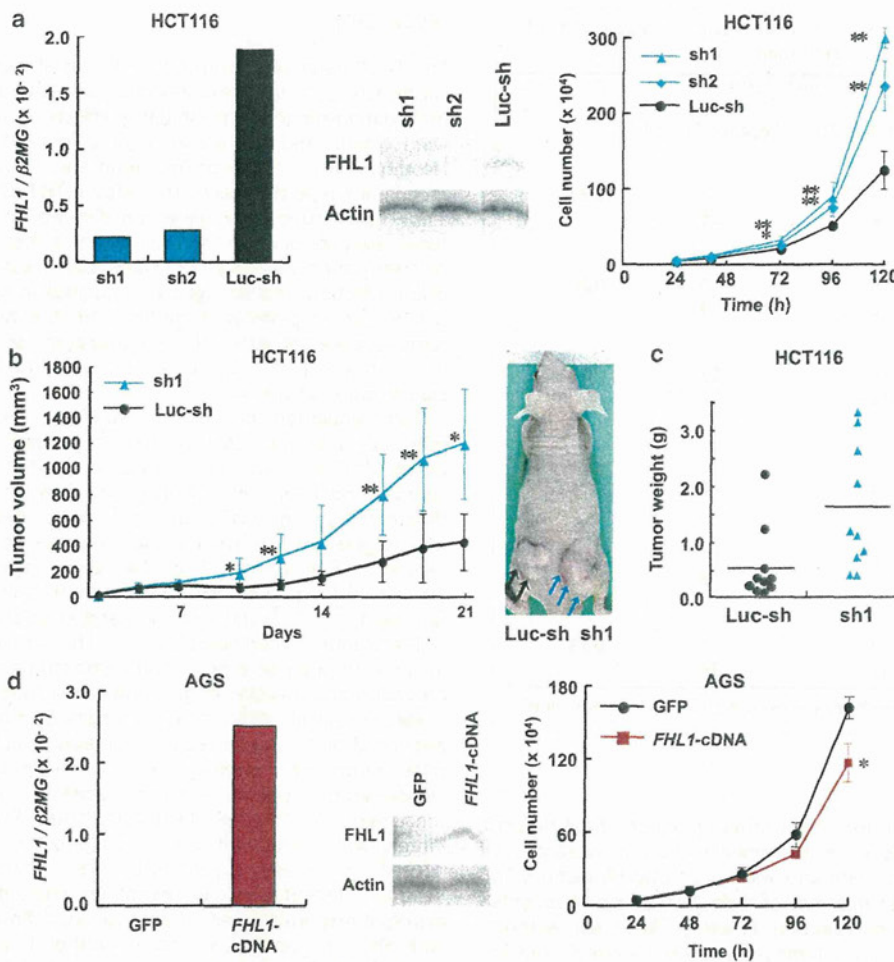 a
HCT116
FHL1 / β2MG (x 10⁻²)
2.0
1.5
1.0
0.5
0.0
sh1
sh2
Luc-sh
sh1
sh2
Luc-sh
FHL1
Actin
HCT116
sh1
sh2
Luc-sh
Cell number (x 10⁴)
300
200
100
0
**
**
**
**
**
*
0 24 48 72 96 120
Time (h)
b
HCT116
sh1
Luc-sh
Tumor volume (mm³)
1800
1600
1400
1200
1000
800
600
400
200
0
*
**
**
**
*
7 14 21
Days
Luc-sh sh1
c
HCT116
Tumor weight (g)
3.0
2.0
1.0
0.0
Luc-sh sh1
d
AGS
FHL1 / β2MG (x 10⁻²)
3.0
2.0
1.0
0.0
GFP
FHL1-
cDNA
GFP
FHL1-cDNA
FHL1
Actin
AGS
GFP
FHL1-cDNA
Cell number (x 10⁴)
180
120
60
0
*
0 24 48 72 96 120
Time (h)